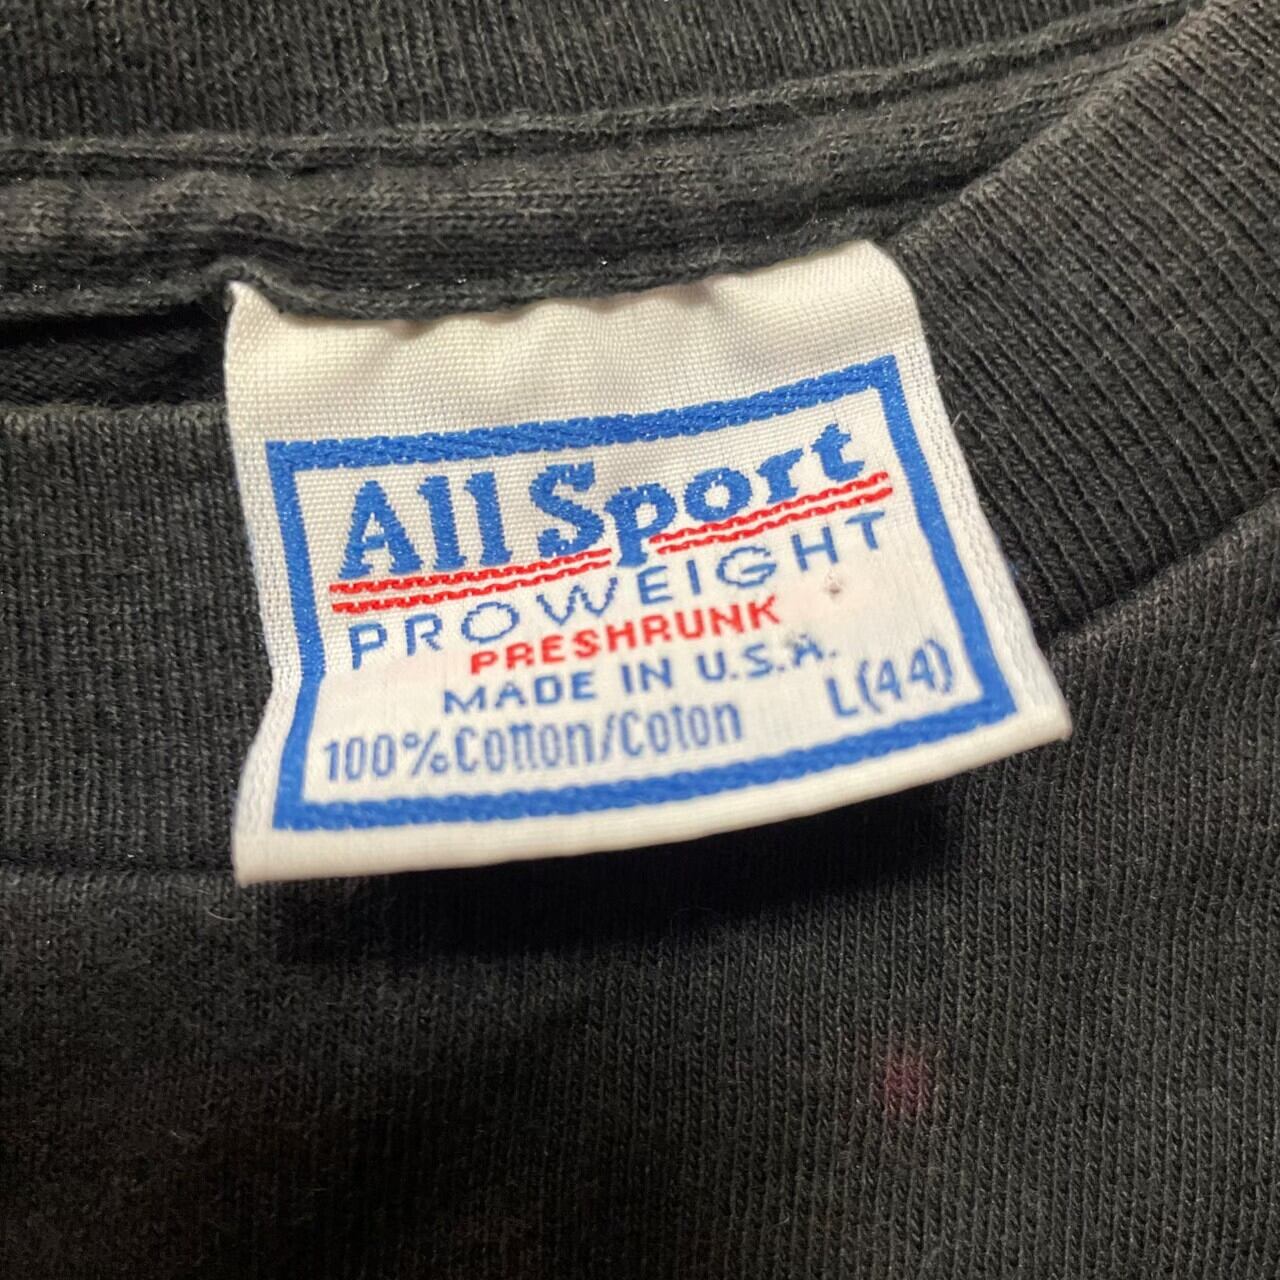 All Sport
PROWEIGHT
PRESHRUNK
MADE IN U.S.A.
100% Cotton/Coton L(44)